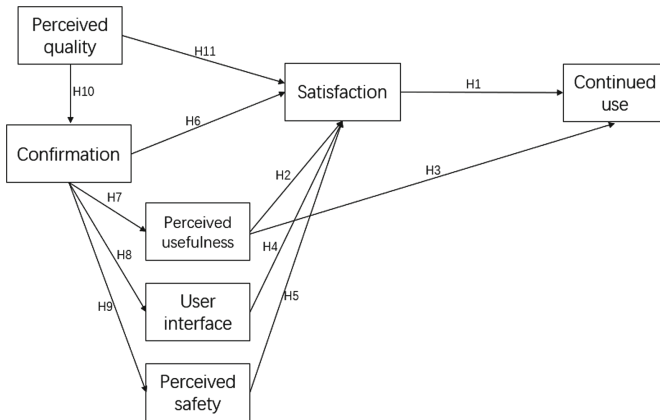 Perceived
quality
H11
H10
Satisfaction
H1
Continued
use
H6
Confirmation
H2
H3
H7
Perceived
usefulness
H4
H8
User
interface
H5
H9
Perceived
safety